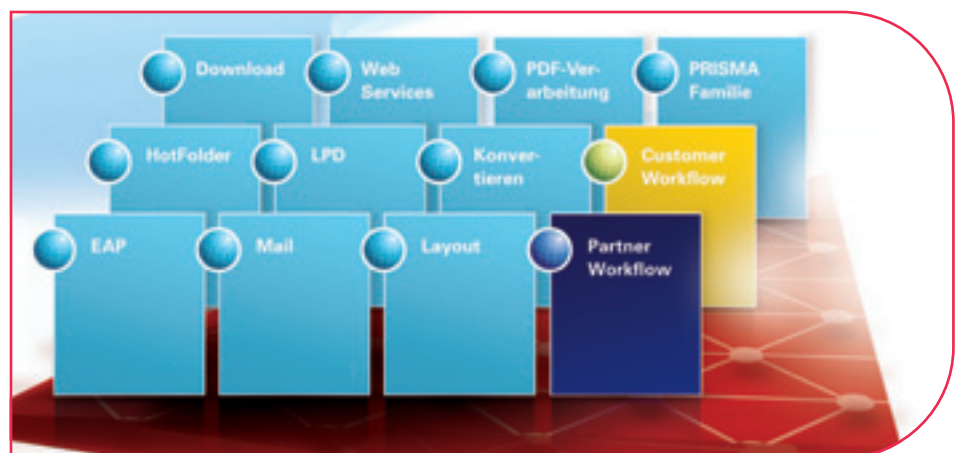 Download
Web
Services
PDF-Ver-
arbeitung
PRISMA
Familie
HotFolder
LPD
Konver-
tieren
Customer
Workflow
EAP
Mail
Layout
Partner
Workflow